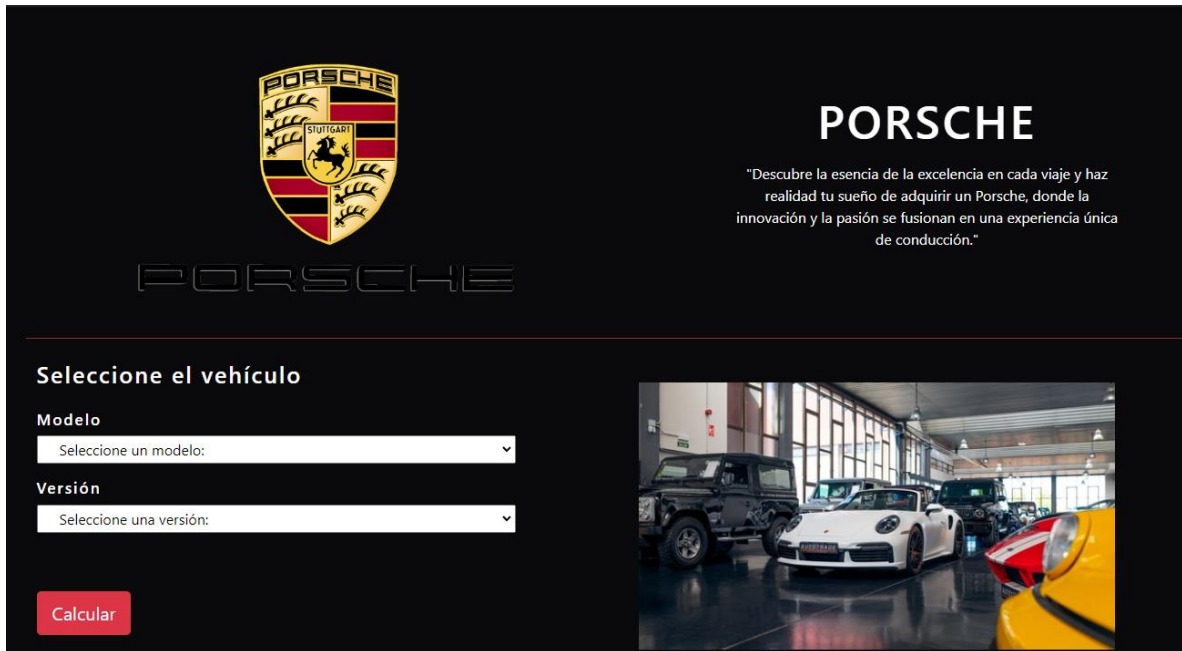 PORSCHE
STUTTGART
PORSCHE
PORSCHE
"Descubre la esencia de la excelencia en cada viaje y haz
realidad tu sueño de adquirir un Porsche, donde la
innovación y la pasión se fusionan en una experiencia única
de conducción."
Seleccione el vehículo
Modelo
Seleccione un modelo:
Versión
Seleccione una versión:
Calcular